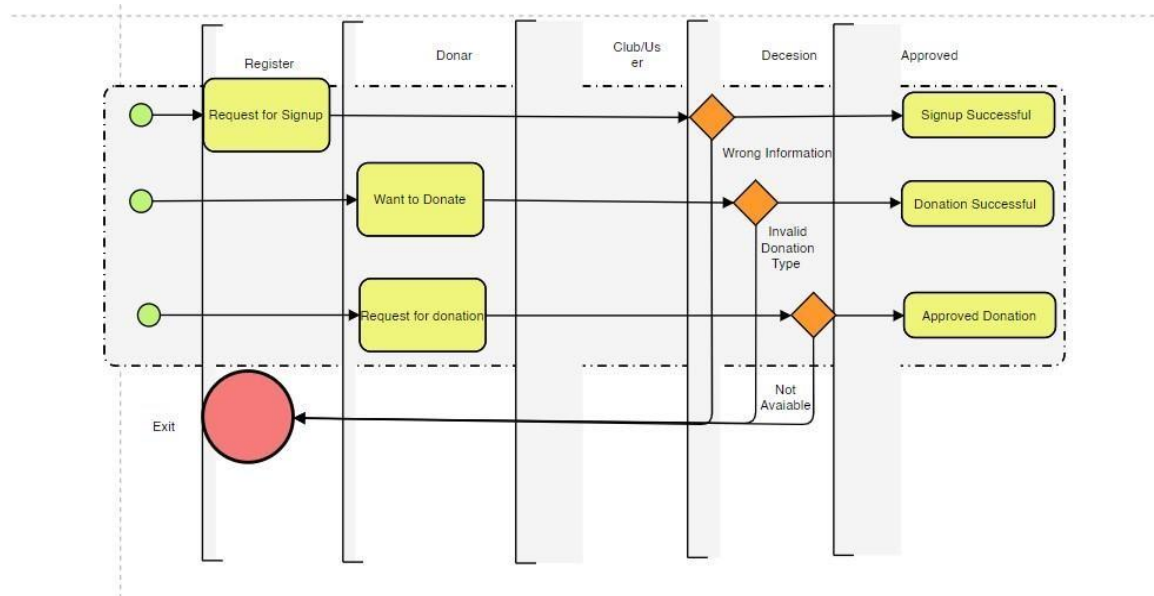 Register
Donar
Club/Us
er
Decesion
Approved
Request for Signup
Signup Successful
Wrong Information
Want to Donate
Donation Successful
Invalid
Donation
Type
Request for donation
Approved Donation
Not
Avaiable
Exit